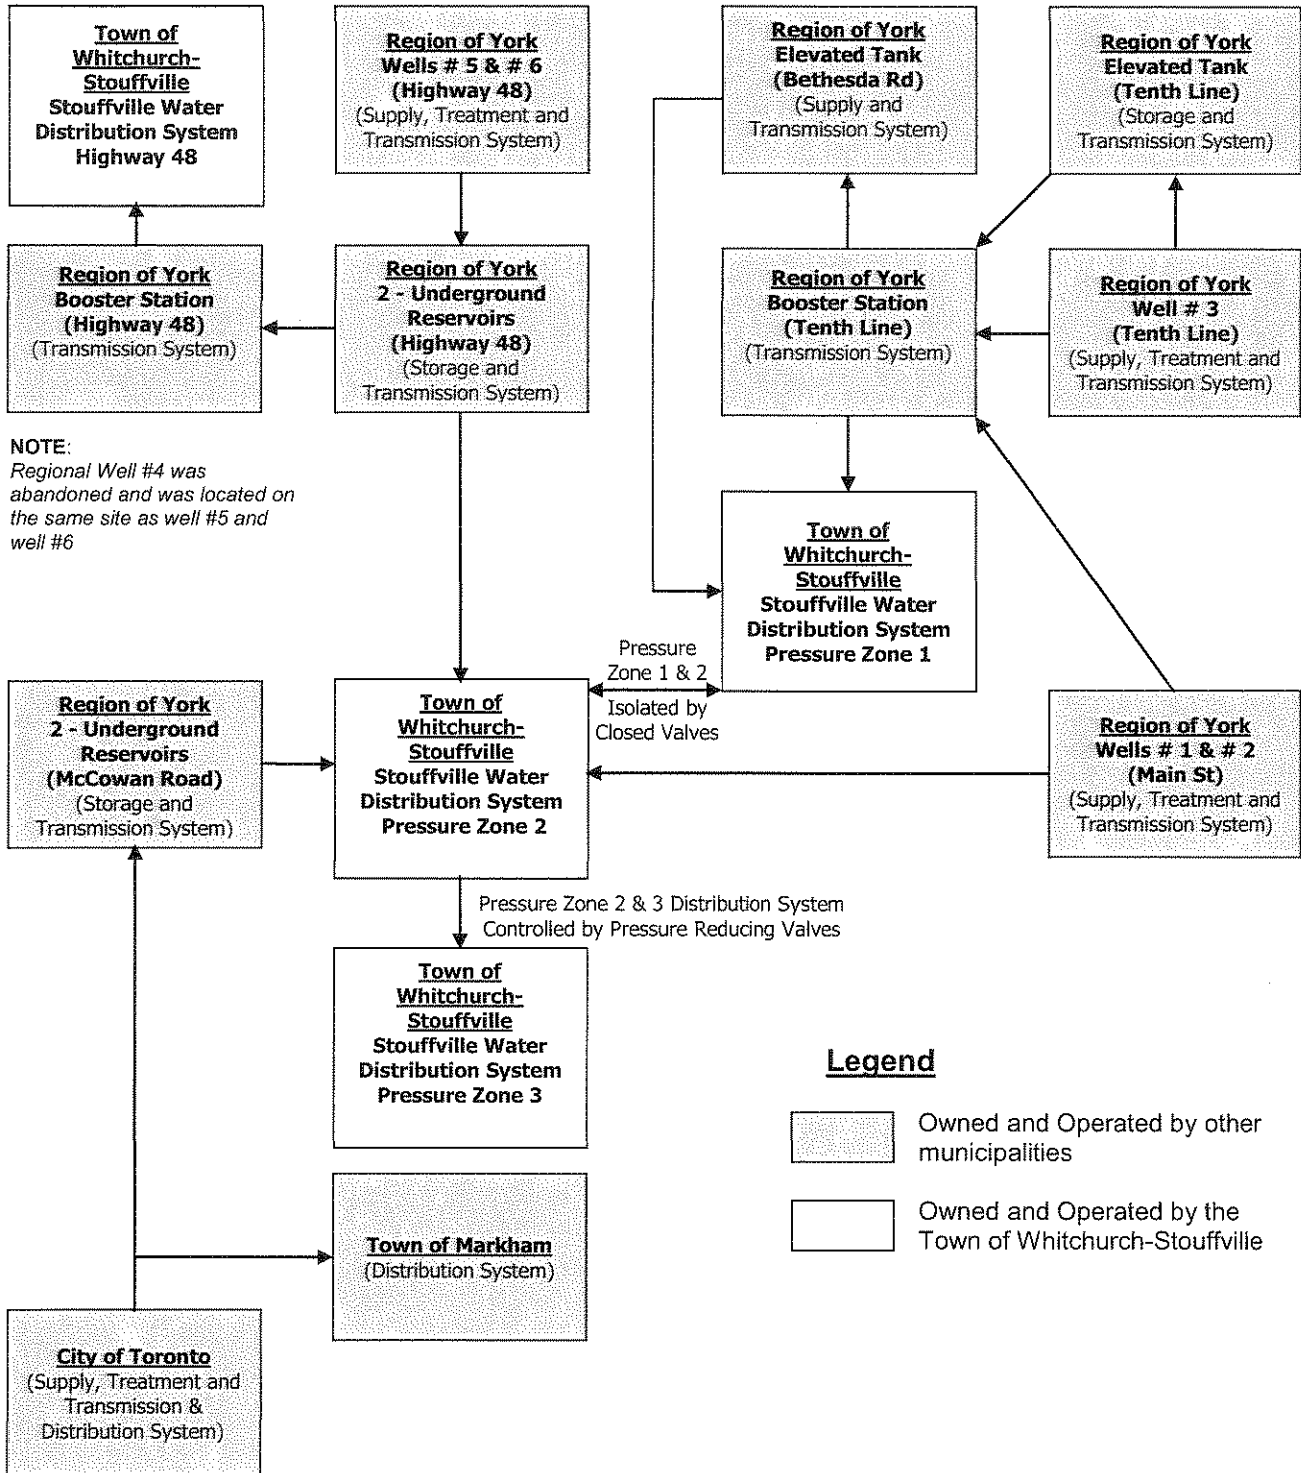 Town of
Whitchurch-
Stouffville
Stouffville Water
Distribution System
Highway 48
Region of York
Wells # 5 & # 6
(Highway 48)
(Supply, Treatment and
Transmission System)
Region of York
Elevated Tank
(Bethesda Rd)
(Supply and
Transmission System)
Region of York
Elevated Tank
(Tenth Line)
(Storage and
Transmission System)
Region of York
Booster Station
(Highway 48)
(Transmission System)
Region of York
2 - Underground
Reservoirs
(Highway 48)
(Storage and
Transmission System)
Region of York
Booster Station
(Tenth Line)
(Transmission System)
Region of York
Well # 3
(Tenth Line)
(Supply, Treatment and
Transmission System)
NOTE:
Regional Well #4 was
abandoned and was located on
the same site as well #5 and
well #6
Town of
Whitchurch-
Stouffville
Stouffville Water
Distribution System
Pressure Zone 1
Pressure
Zone 1 & 2
Isolated by
Closed Valves
Region of York
2 - Underground
Reservoirs
(McCowan Road)
(Storage and
Transmission System)
Town of
Whitchurch-
Stouffville
Stouffville Water
Distribution System
Pressure Zone 2
Region of York
Wells # 1 & # 2
(Main St)
(Supply, Treatment and
Transmission System)
Pressure Zone 2 & 3 Distribution System
Controlled by Pressure Reducing Valves
Town of
Whitchurch-
Stouffville
Stouffville Water
Distribution System
Pressure Zone 3
Legend
Owned and Operated by other
municipalities
Owned and Operated by the
Town of Whitchurch-Stouffville
Town of Markham
(Distribution System)
City of Toronto
(Supply, Treatment and
Transmission &
Distribution System)